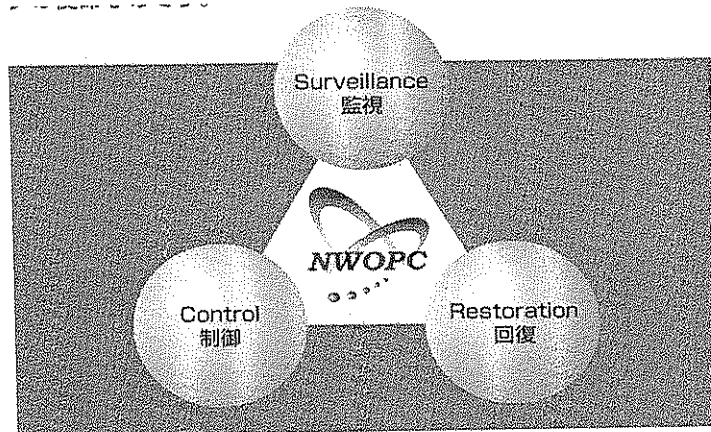 Surveillance
監視
NWOPC
Control
制御
Restoration
回復